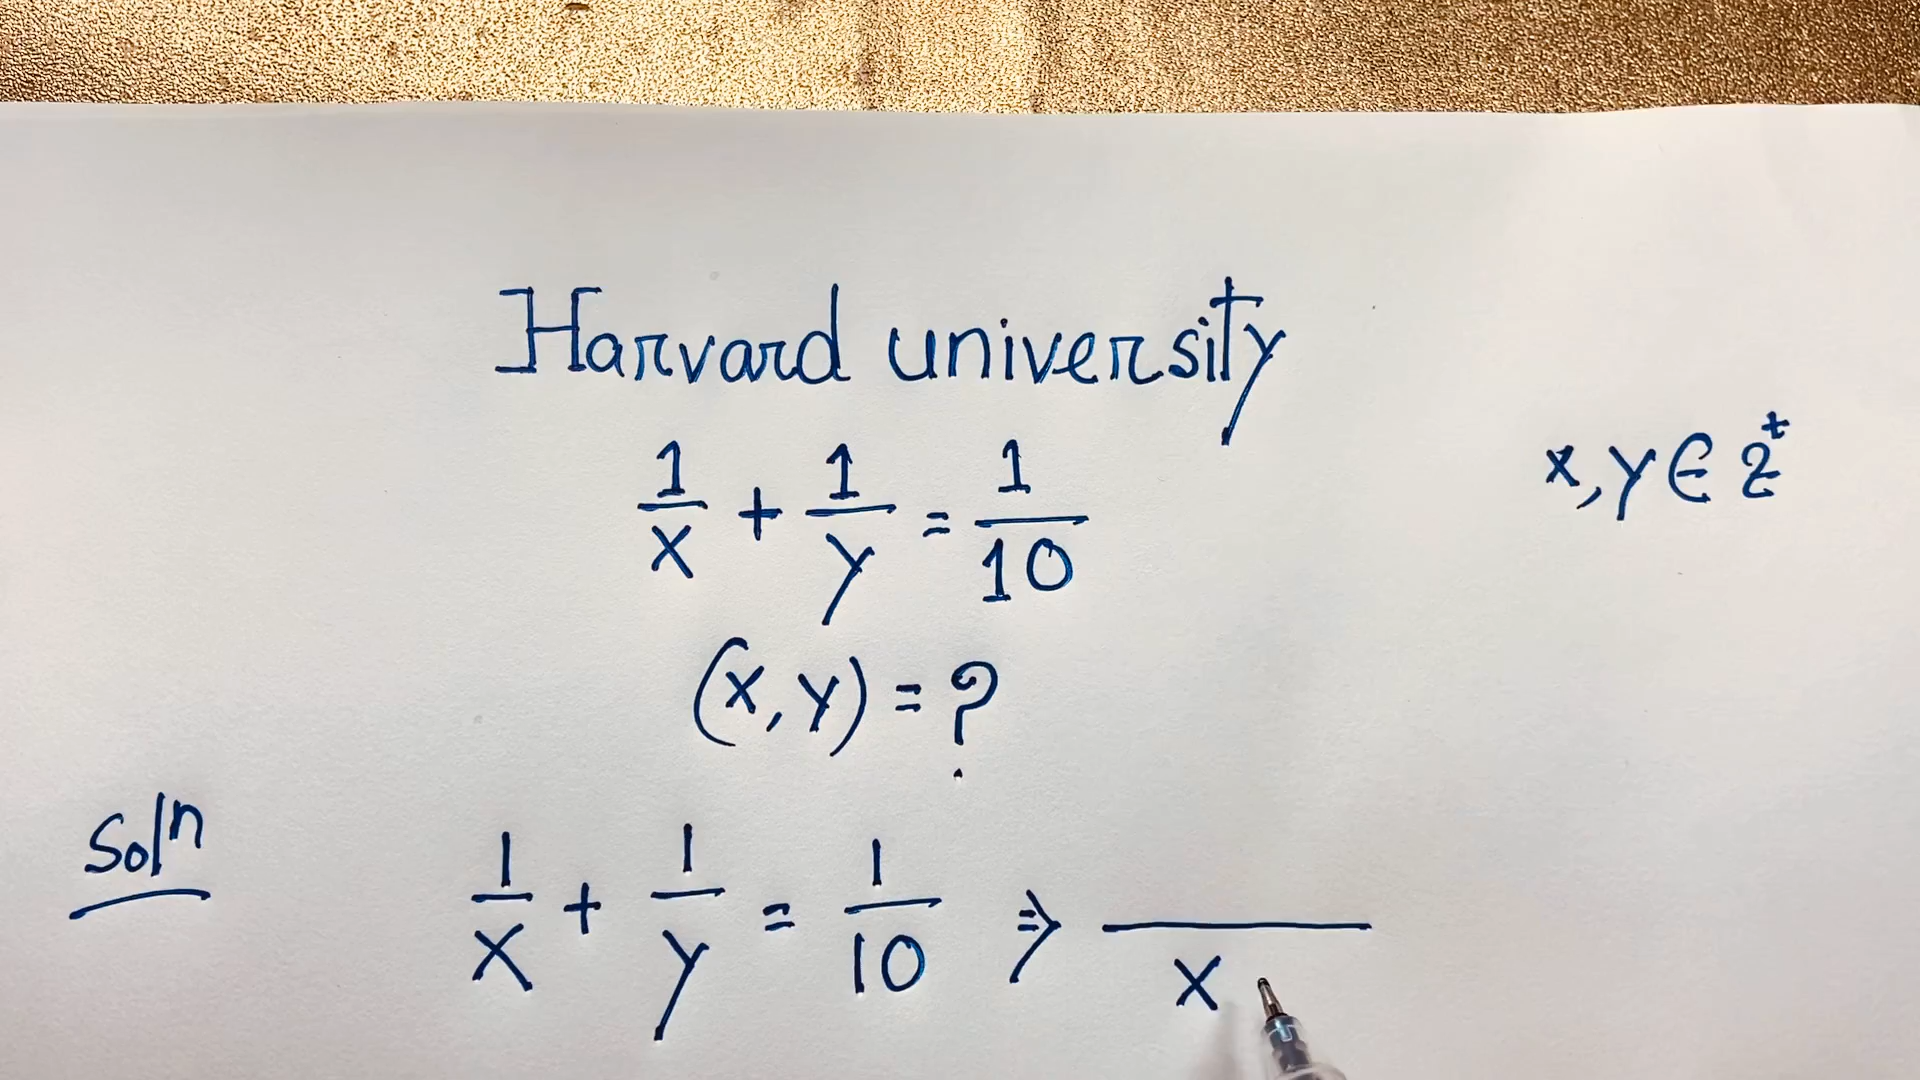 Harvard university
1/x + 1/y = 1/10
x, y ∈ Z⁺
(x, y) = ?
Solⁿ
1/x + 1/y = 1/10 ⇒ /x